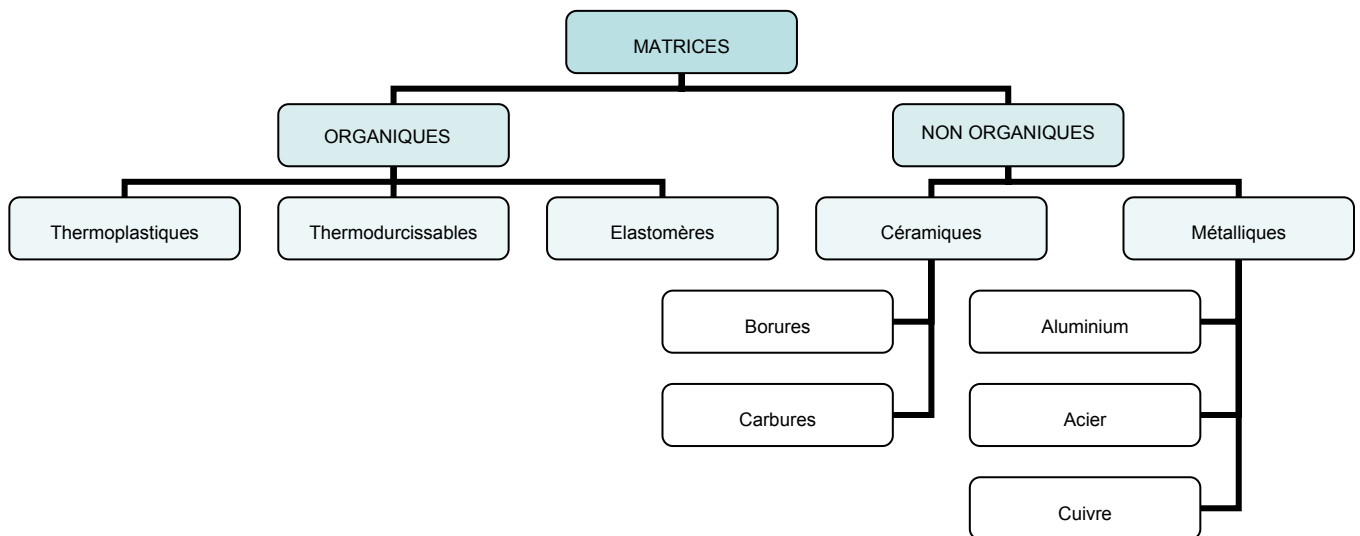 MATRICES
ORGANIQUES
NON ORGANIQUES
Thermoplastiques
Thermodurcissables
Elastomères
Céramiques
Métalliques
Borures
Aluminium
Carbures
Acier
Cuivre